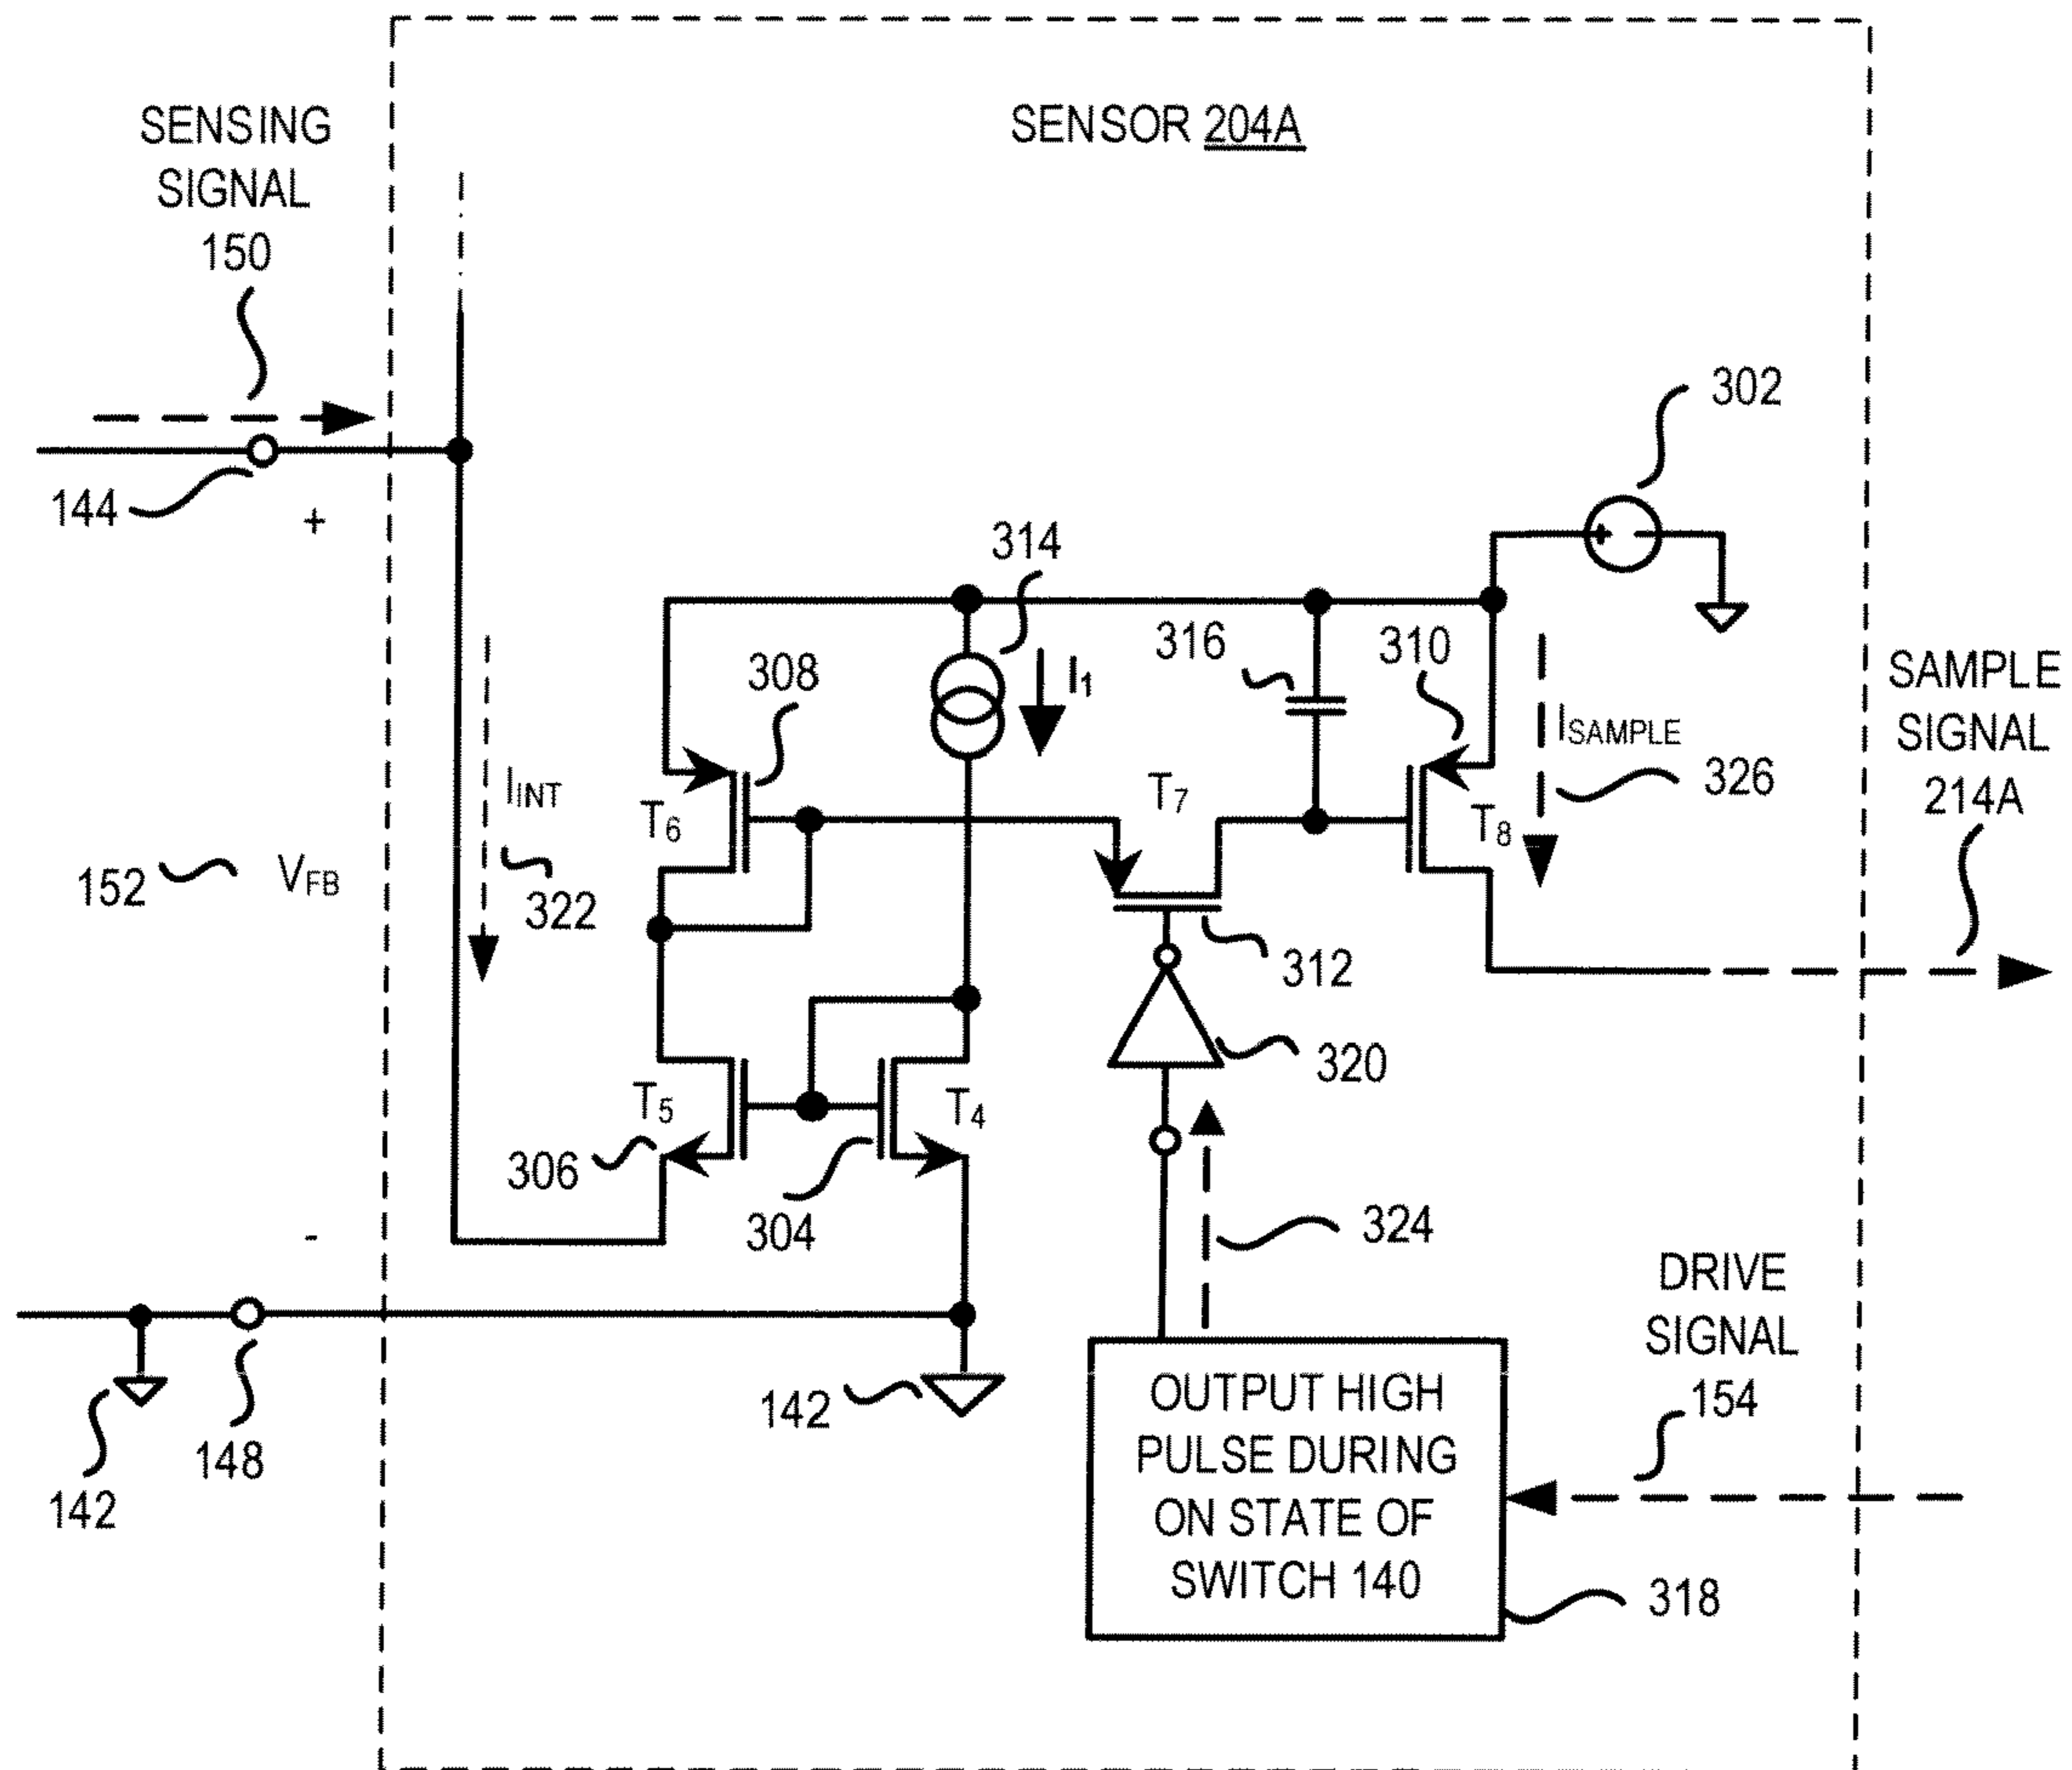 SENSOR 204A
SENSING
SIGNAL
150
144
+
302
314
I1
316
310
308
ISAMPLE
326
SAMPLE
SIGNAL
214A
IINT
322
T6
T7
T8
152
VFB
312
320
T5
T4
306
304
324
-
DRIVE
SIGNAL
154
142
148
142
OUTPUT HIGH
PULSE DURING
ON STATE OF
SWITCH 140
318